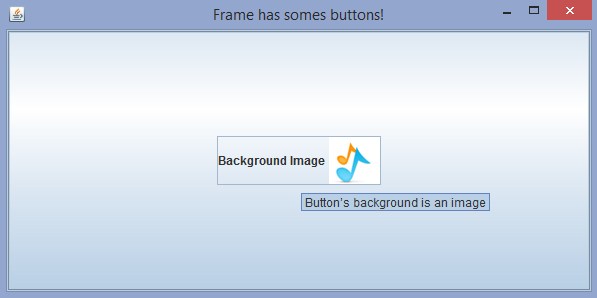 Frame has somes buttons!
Background Image
Button's background is an image